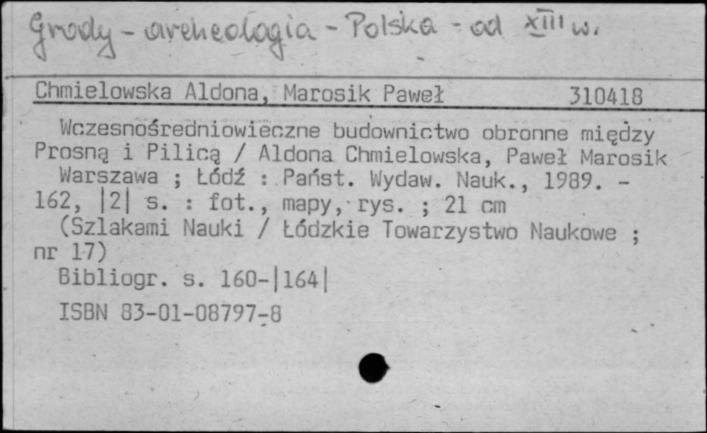 Grody - archeologia - Polska - od XIII w.
Chmielowska Aldona, Marosik Paweł 310418
Wczesnośredniowieczne budownictwo obronne między
Prosną i Pilicą / Aldona Chmielowska, Paweł Marosik
Warszawa ; Łódź : Państ. Wydaw. Nauk., 1989. -
162, |2| s. : fot., mapy, rys. ; 21 cm
(Szlakami Nauki / Łódzkie Towarzystwo Naukowe ;
nr 17)
Bibliogr. s. 160-|164|
ISBN 83-01-08797-8